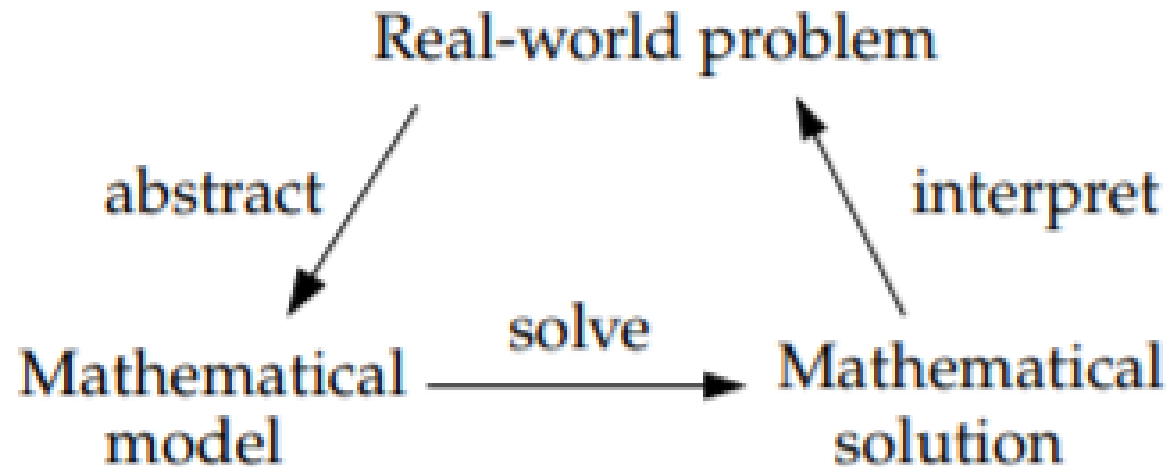 Real-world problem
abstract
interpret
solve
Mathematical
model
Mathematical
solution